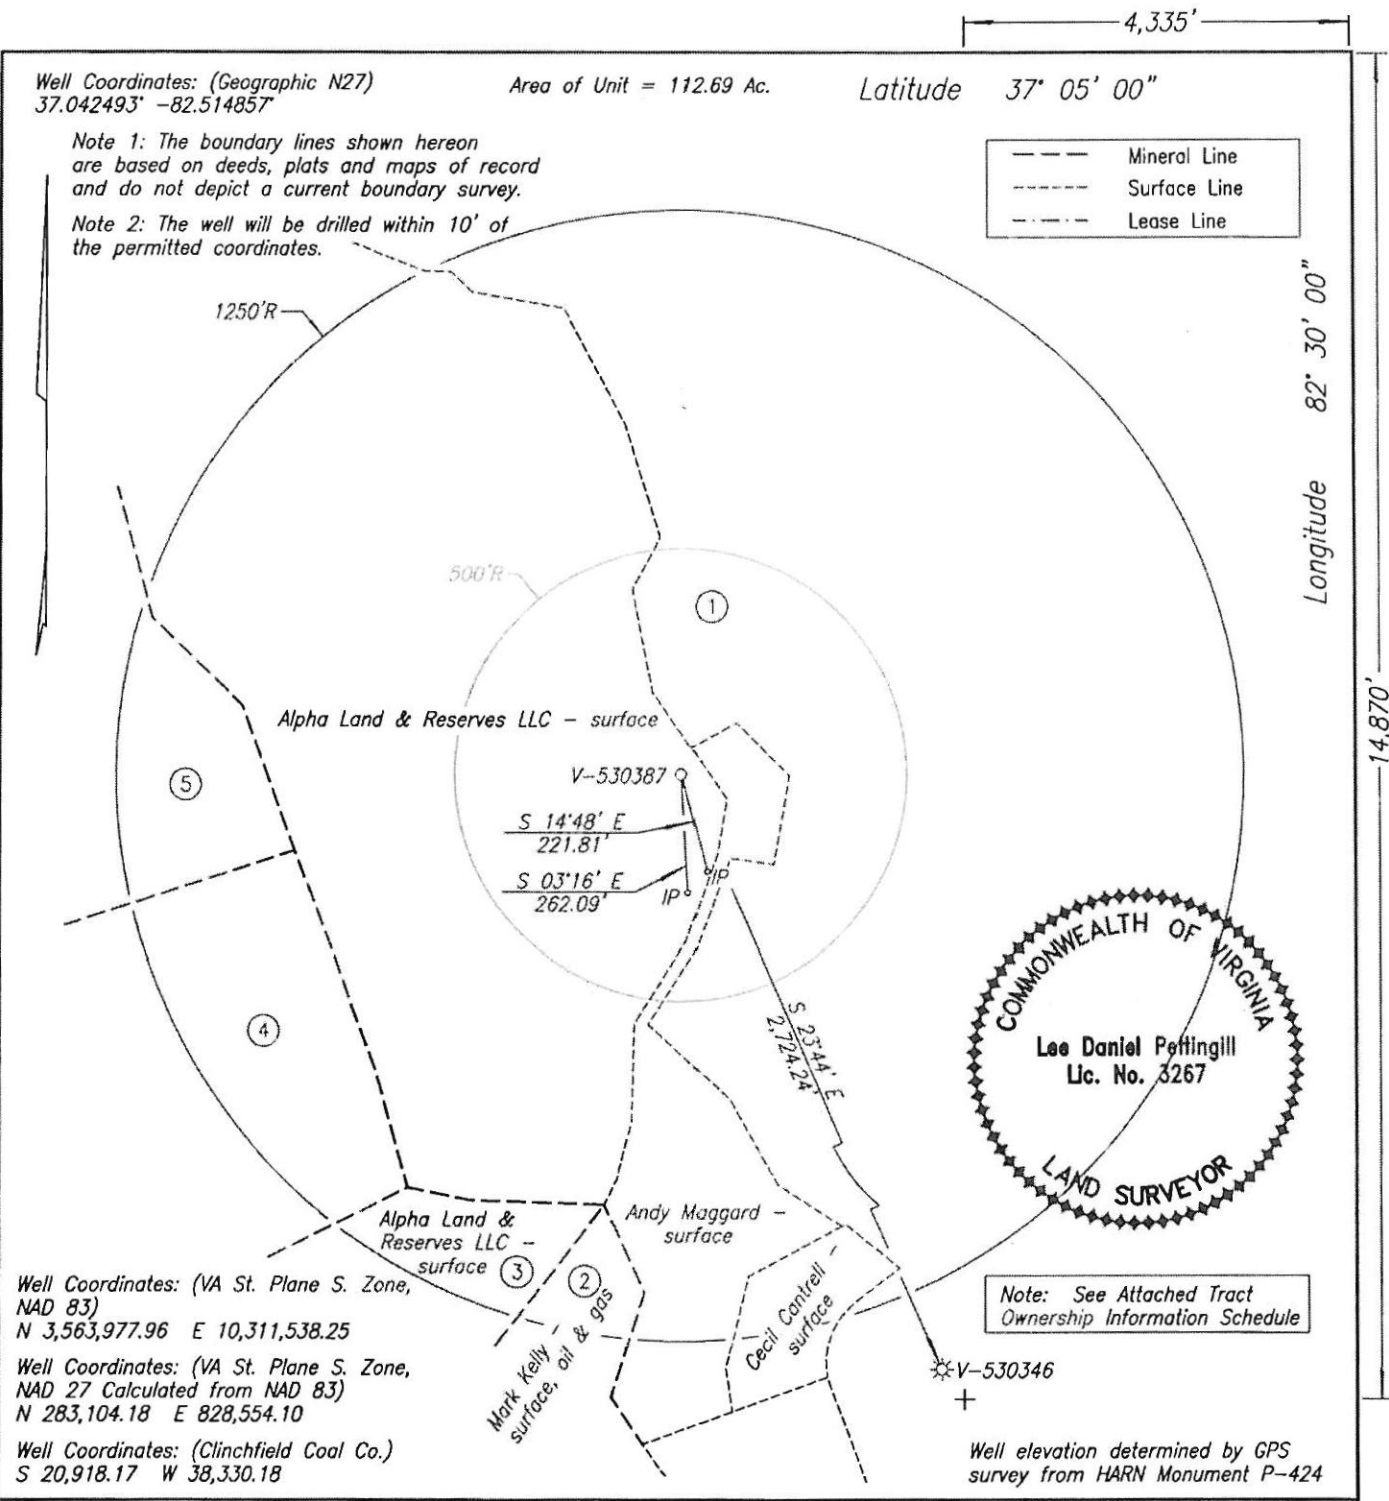 4,335'
Well Coordinates: (Geographic N27)
37.042493° -82.514857°
Area of Unit = 112.69 Ac.
Latitude 37° 05' 00"
Note 1: The boundary lines shown hereon
are based on deeds, plats and maps of record
and do not depict a current boundary survey.
Note 2: The well will be drilled within 10' of
the permitted coordinates.
Mineral Line
Surface Line
Lease Line
Longitude 82° 30' 00"
14,870'
1250'R
500'R
1
Alpha Land & Reserves LLC - surface
V-530387
5
S 14°48' E
221.81'
S 03°16' E
262.09'
IP
IP
S 23°44' E
2,724.24'
4
COMMONWEALTH OF VIRGINIA
Lee Daniel Pettingill
Lic. No. 3267
LAND SURVEYOR
Alpha Land &
Reserves LLC -
surface
3
2
Andy Maggard -
surface
Mark Kelly -
surface, oil & gas
Cecil Cantrell -
surface
Well Coordinates: (VA St. Plane S. Zone,
NAD 83)
N 3,563,977.96 E 10,311,538.25
Well Coordinates: (VA St. Plane S. Zone,
NAD 27 Calculated from NAD 83)
N 283,104.18 E 828,554.10
Well Coordinates: (Clinchfield Coal Co.)
S 20,918.17 W 38,330.18
Note: See Attached Tract
Ownership Information Schedule
V-530346
Well elevation determined by GPS
survey from HARN Monument P-424